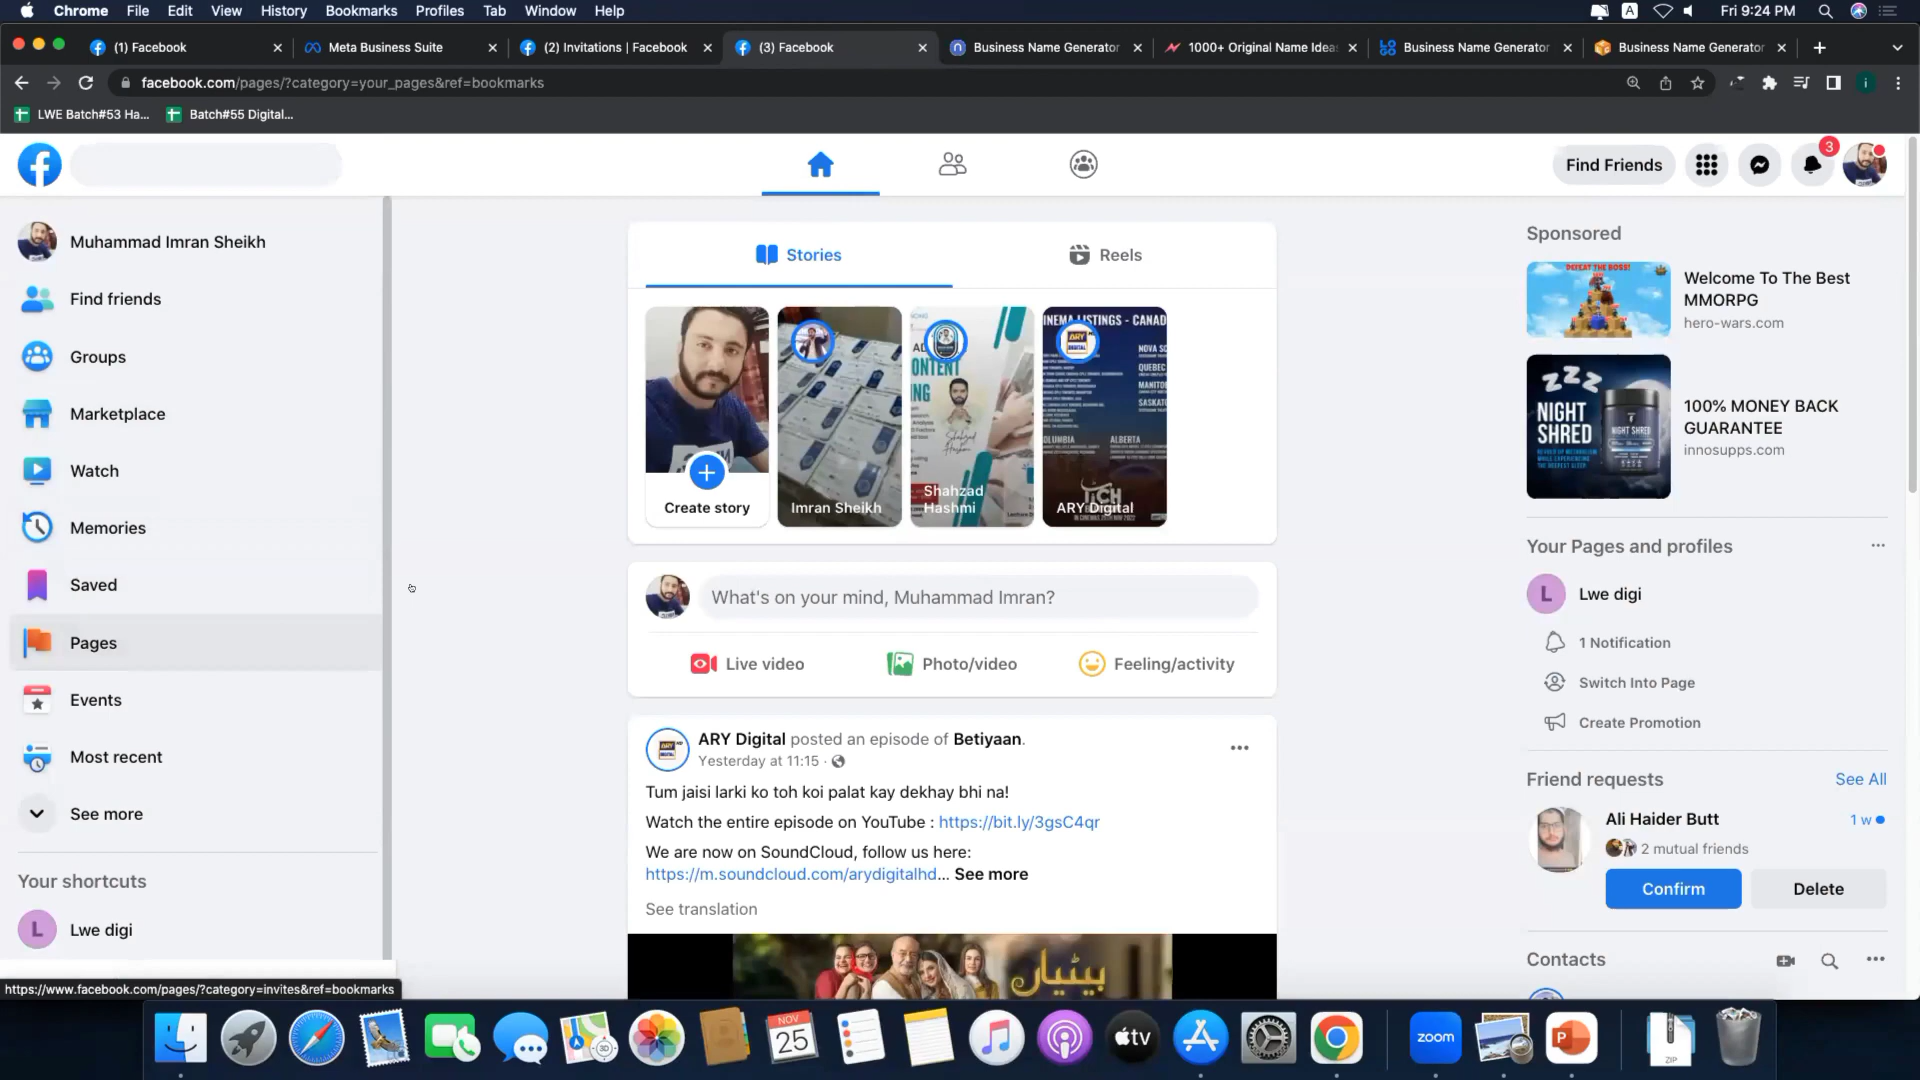 Chrome File Edit View History Bookmarks Profiles Tab Window Help
A Fri 9:24 PM
(1) Facebook
Meta Business Suite
(2) Invitations | Facebook
(3) Facebook
Business Name Generator
1000+ Original Name Idea
Business Name Generator
Business Name Generator
facebook.com/pages/?category=your_pages&ref=bookmarks
LWE Batch#53 Ha...
Batch#55 Digital...
Find Friends
3
Muhammad Imran Sheikh
Find friends
Groups
Marketplace
Watch
Memories
Saved
Pages
Events
Most recent
See more
Your shortcuts
L Lwe digi
https://www.facebook.com/pages/?category=invites&ref=bookmarks
Stories
Reels
Create story
Imran Sheikh
Shahzad
Hashmi
ARY Digital
What's on your mind, Muhammad Imran?
Live video
Photo/video
Feeling/activity
ARY Digital posted an episode of Betiyaan.
Yesterday at 11:15 ·
Tum jaisi larki ko toh koi palat kay dekhay bhi na!
Watch the entire episode on YouTube : https://bit.ly/3gsC4qr
We are now on SoundCloud, follow us here:
https://m.soundcloud.com/arydigitalhd... See more
See translation
بیٹیاں
Sponsored
DEFEAT THE BOSS!
Welcome To The Best
MMORPG
hero-wars.com
ZZZ
NIGHT
SHRED
100% MONEY BACK
GUARANTEE
innosupps.com
Your Pages and profiles
L Lwe digi
1 Notification
Switch Into Page
Create Promotion
Friend requests
See All
Ali Haider Butt
1 w
2 mutual friends
Confirm
Delete
Contacts
NOV
25
tv
zoom
P
ZIP